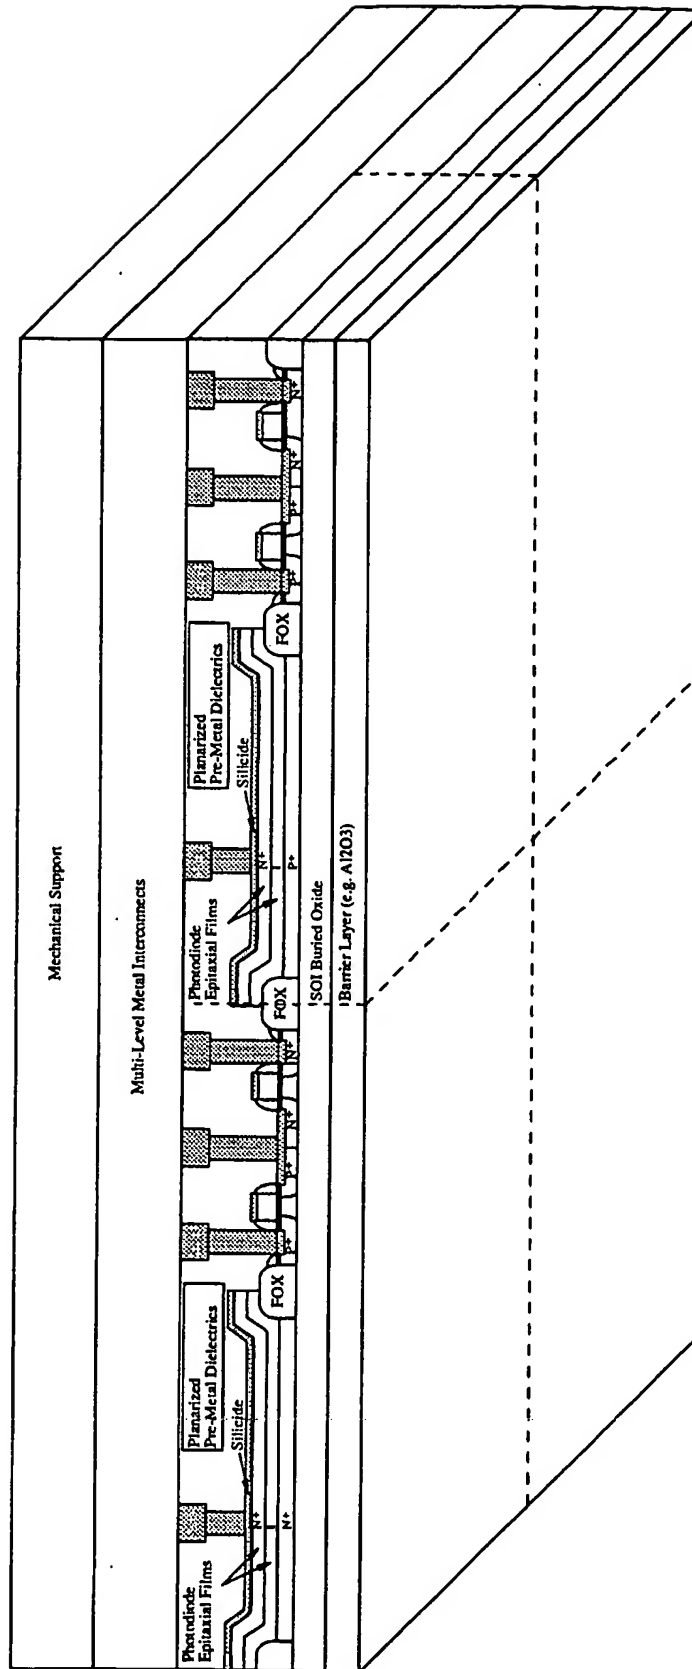 Mechanical Support
Multi-Level Metal Interconnects
Photodiode
Epitaxial Films
Planarized
Pre-Metal Dielectrics
Silicide
N+
N+
FOX
P+
P+
N+
N+
FOX
Photodiode
Epitaxial Films
Planarized
Pre-Metal Dielectrics
Silicide
N+
P+
FOX
P+
P+
N+
N+
SOI Buried Oxide
Barrier Layer (e.g. Al2O3)